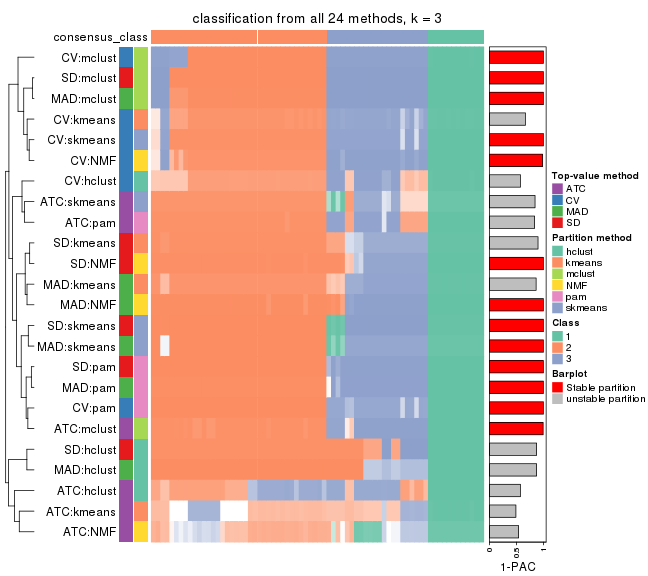 classification from all 24 methods, k = 3
consensus_class
CV:mclust
SD:mclust
MAD:mclust
CV:kmeans
CV:skmeans
CV:NMF
CV:hclust
ATC:skmeans
ATC:pam
SD:kmeans
SD:NMF
MAD:kmeans
MAD:NMF
SD:skmeans
MAD:skmeans
SD:pam
MAD:pam
CV:pam
ATC:mclust
SD:hclust
MAD:hclust
ATC:hclust
ATC:kmeans
ATC:NMF
0 0.5 1
1-PAC
Top-value method
ATC
CV
MAD
SD
Partition method
hclust
kmeans
mclust
NMF
pam
skmeans
Class
1
2
3
Barplot
Stable partition
unstable partition